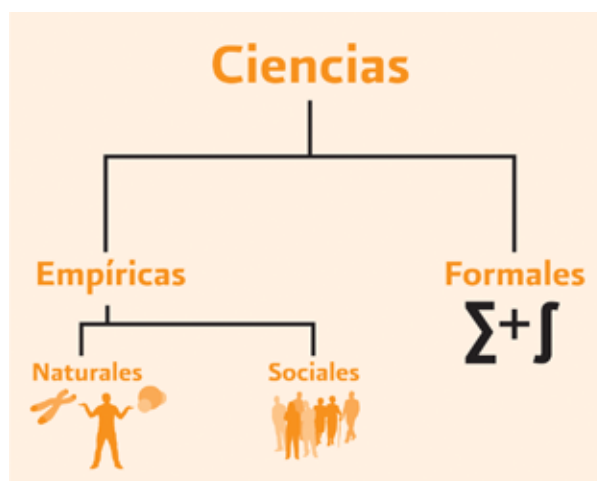 Ciencias
Empíricas
Formales
∑+∫
Naturales
Sociales